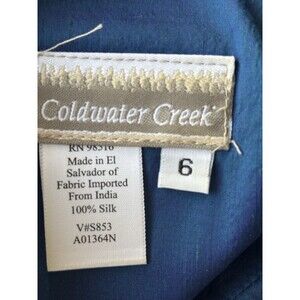 Coldwater Creek
6
RN 98516
Made in El
Salvador of
Fabric Imported
From India
100% Silk
V#S853
A01364N